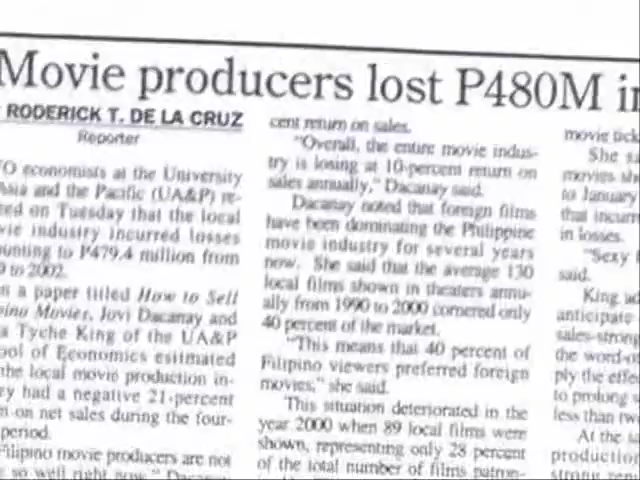 Movie producers lost P480M in
RODERICK T. DE LA CRUZ
Reporter
O economists at the University
sia and the Pacific (UA&P) re-
ed on Tuesday that the local
vie industry incurred losses
unting to P479.4 million from
to 2002.
n a paper titled How to Sell
pino Movies, Jovi Dacanay and
a Tyche King of the UA&P
ool of Economics estimated
the local movie production in-
ry had a negative 21-percent
n on net sales during the four-
period.
Filipino movie producers are not
so well right now," Dacanay
cent return on sales.
"Overall, the entire movie indus-
try is losing at 10-percent return on
sales annually," Dacanay said.
Dacanay noted that foreign films
have been dominating the Philippine
movie industry for several years
now. She said that the average 130
local films shown in theaters annu-
ally from 1990 to 2000 cornered only
40 percent of the market.
"This means that 40 percent of
Filipino viewers preferred foreign
movies," she said.
This situation deteriorated in the
year 2000 when 89 local films were
shown, representing only 28 percent
of the total number of films patron-
movie tick
She sa
movies sh
to January
that incur
in losses.
"Sexy f
said.
King an
anticipate
sales-strong
the word-o
ply the effe
to prolong
less than tw
At the sa
production
strong ren